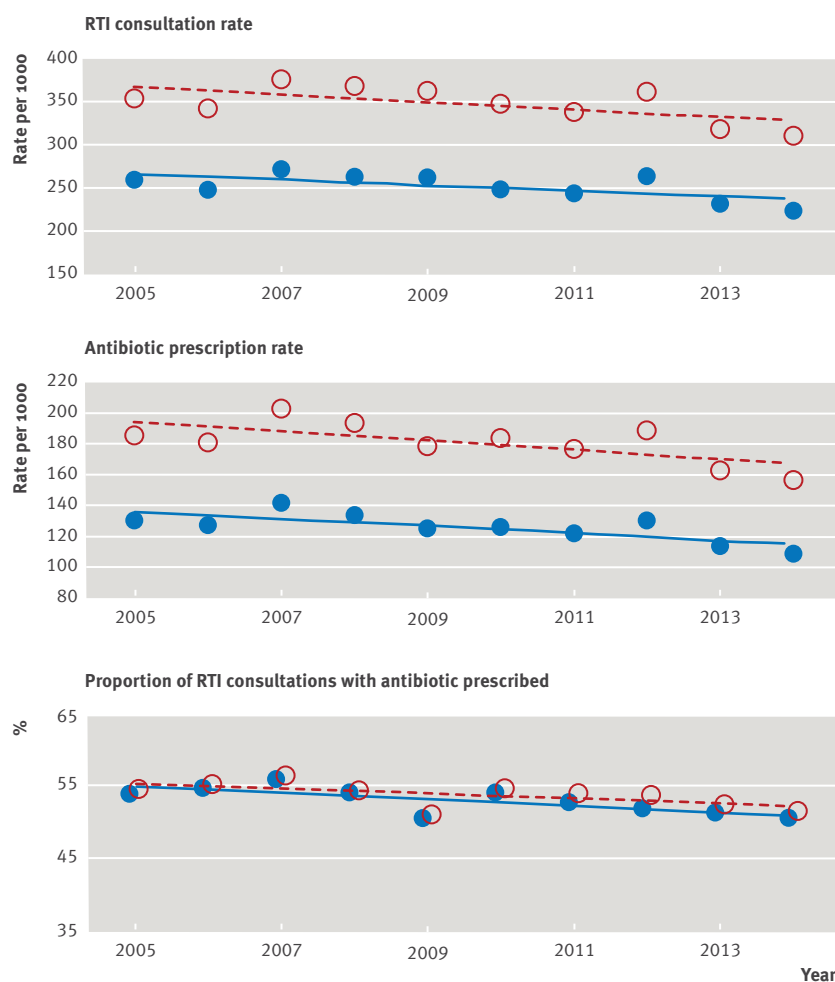 RTI consultation rate
Rate per 1000
400
350
300
250
200
150
2005 2007 2009 2011 2013
Antibiotic prescription rate
Rate per 1000
220
200
180
160
140
120
100
80
2005 2007 2009 2011 2013
Proportion of RTI consultations with antibiotic prescribed
%
65
55
45
35
2005 2007 2009 2011 2013
Year